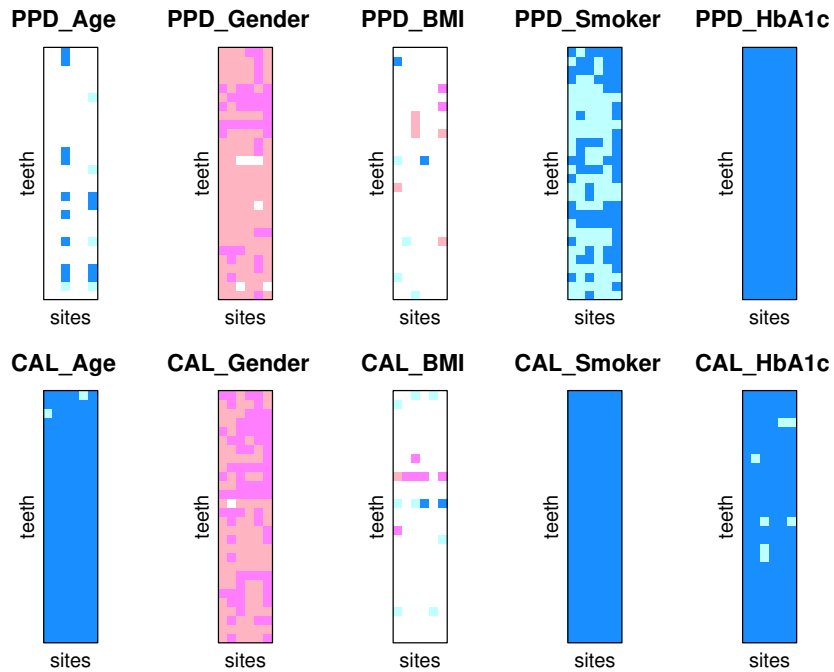 PPD_Age PPD_Gender PPD_BMI PPD_Smoker PPD_HbA1c
teeth teeth teeth teeth teeth
sites sites sites sites sites
CAL_Age CAL_Gender CAL_BMI CAL_Smoker CAL_HbA1c
teeth teeth teeth teeth teeth
sites sites sites sites sites